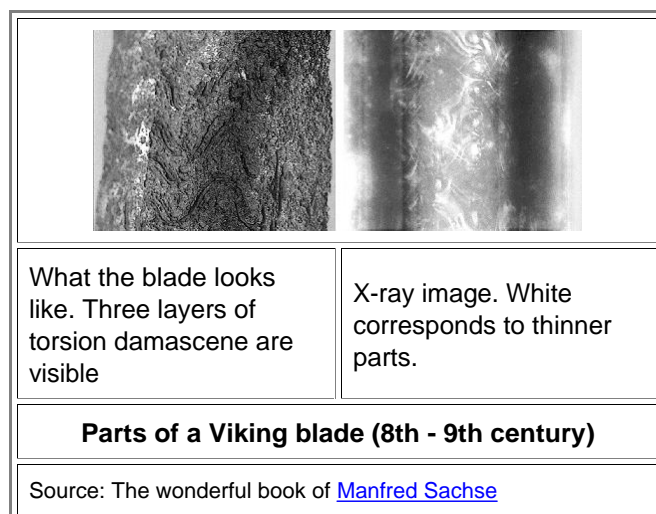 What the blade looks
like. Three layers of
torsion damascene are
visible
X-ray image. White
corresponds to thinner
parts.
Parts of a Viking blade (8th - 9th century)
Source: The wonderful book of Manfred Sachse